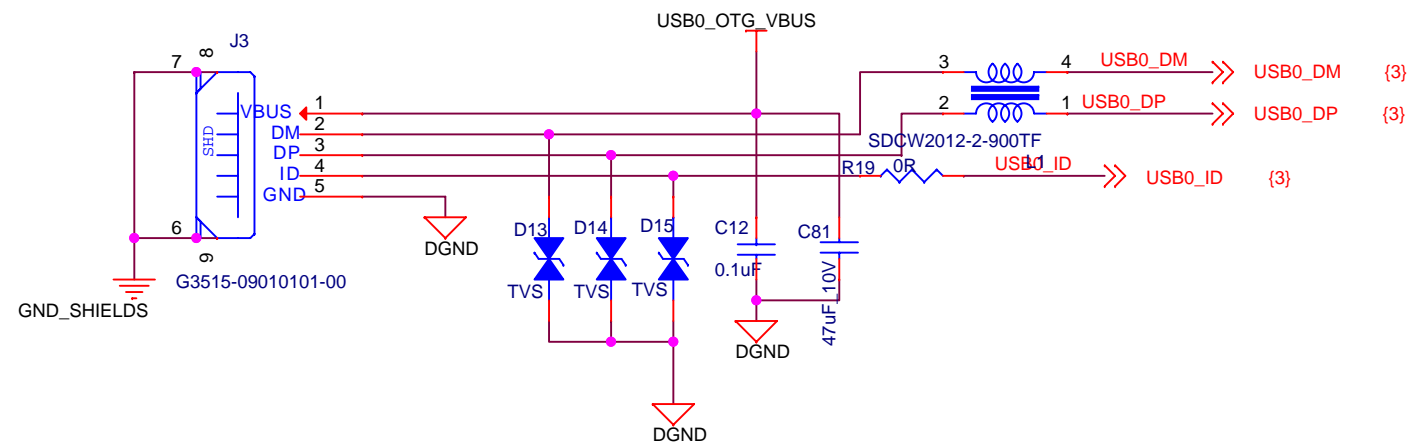 USB0_OTG_VBUS
J3
8
7
VBUS 1
DM 2
DP 3
ID 4
GND 5
SHD
6
9
G3515-09010101-00
GND_SHIELDS
DGND
D13
D14
D15
TVS
TVS
TVS
DGND
C12
0.1uF
C81
47uF_10V
DGND
3
4
USB0_DM
USB0_DM {3}
2
1
USB0_DP
USB0_DP {3}
SDCW2012-2-900TF
L1
R19
0R
USB0_ID
USB0_ID {3}